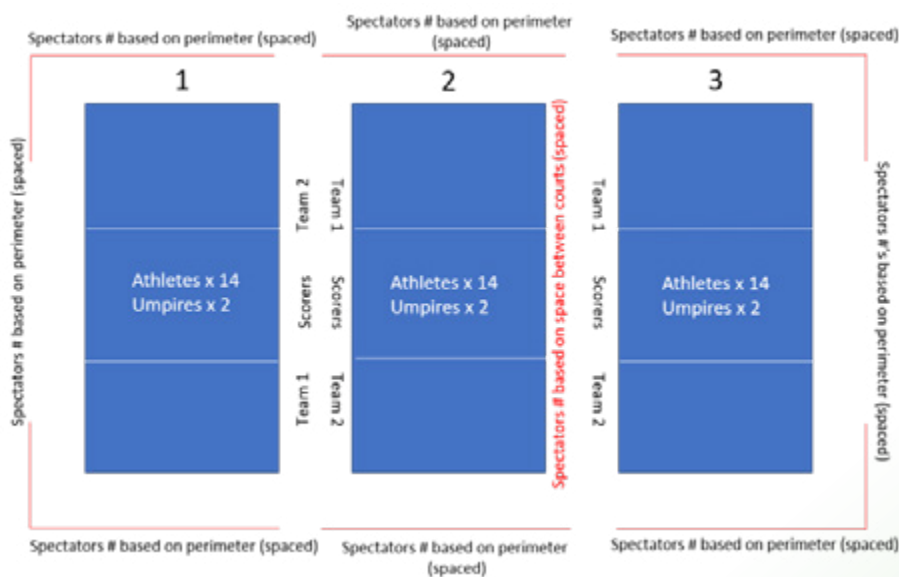 Spectators # based on perimeter (spaced)
Spectators # based on perimeter
(spaced)
Spectators # based on perimeter (spaced)
1
2
3
Spectators # based on perimeter (spaced)
Athletes x 14
Umpires x 2
Team 2
Scorers
Team 1
Team 1
Scorers
Team 2
Athletes x 14
Umpires x 2
Spectators # based on space between courts (spaced)
Team 1
Scorers
Team 2
Athletes x 14
Umpires x 2
Spectators #'s based on perimeter (spaced)
Spectators # based on perimeter (spaced)
Spectators # based on perimeter
(spaced)
Spectators # based on perimeter (spaced)